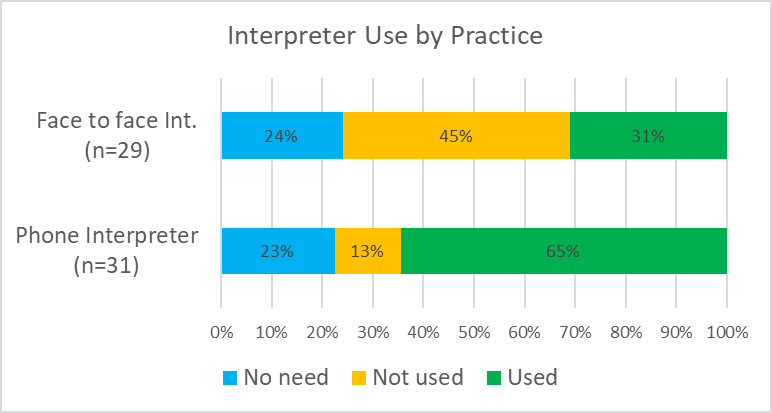 Interpreter Use by Practice
Face to face Int.
(n=29)
24% 45% 31%
Phone Interpreter
(n=31)
23% 13% 65%
0% 10% 20% 30% 40% 50% 60% 70% 80% 90% 100%
No need Not used Used